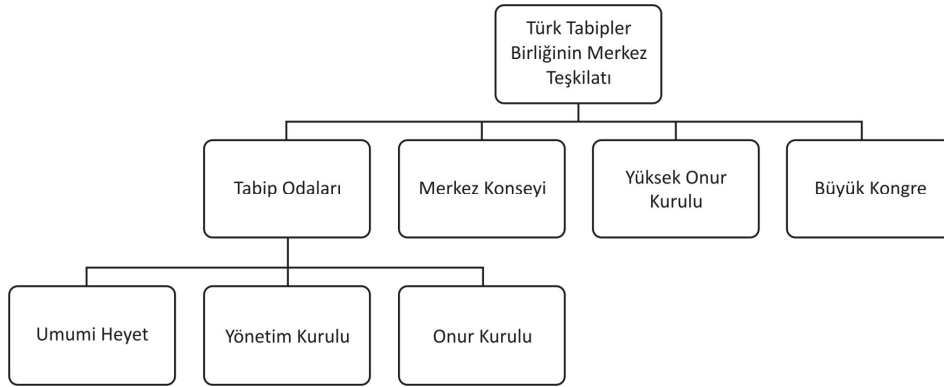 Türk Tabipler
Birliğinin Merkez
Teşkilatı
Tabip Odaları
Merkez Konseyi
Yüksek Onur
Kurulu
Büyük Kongre
Umumi Heyet
Yönetim Kurulu
Onur Kurulu